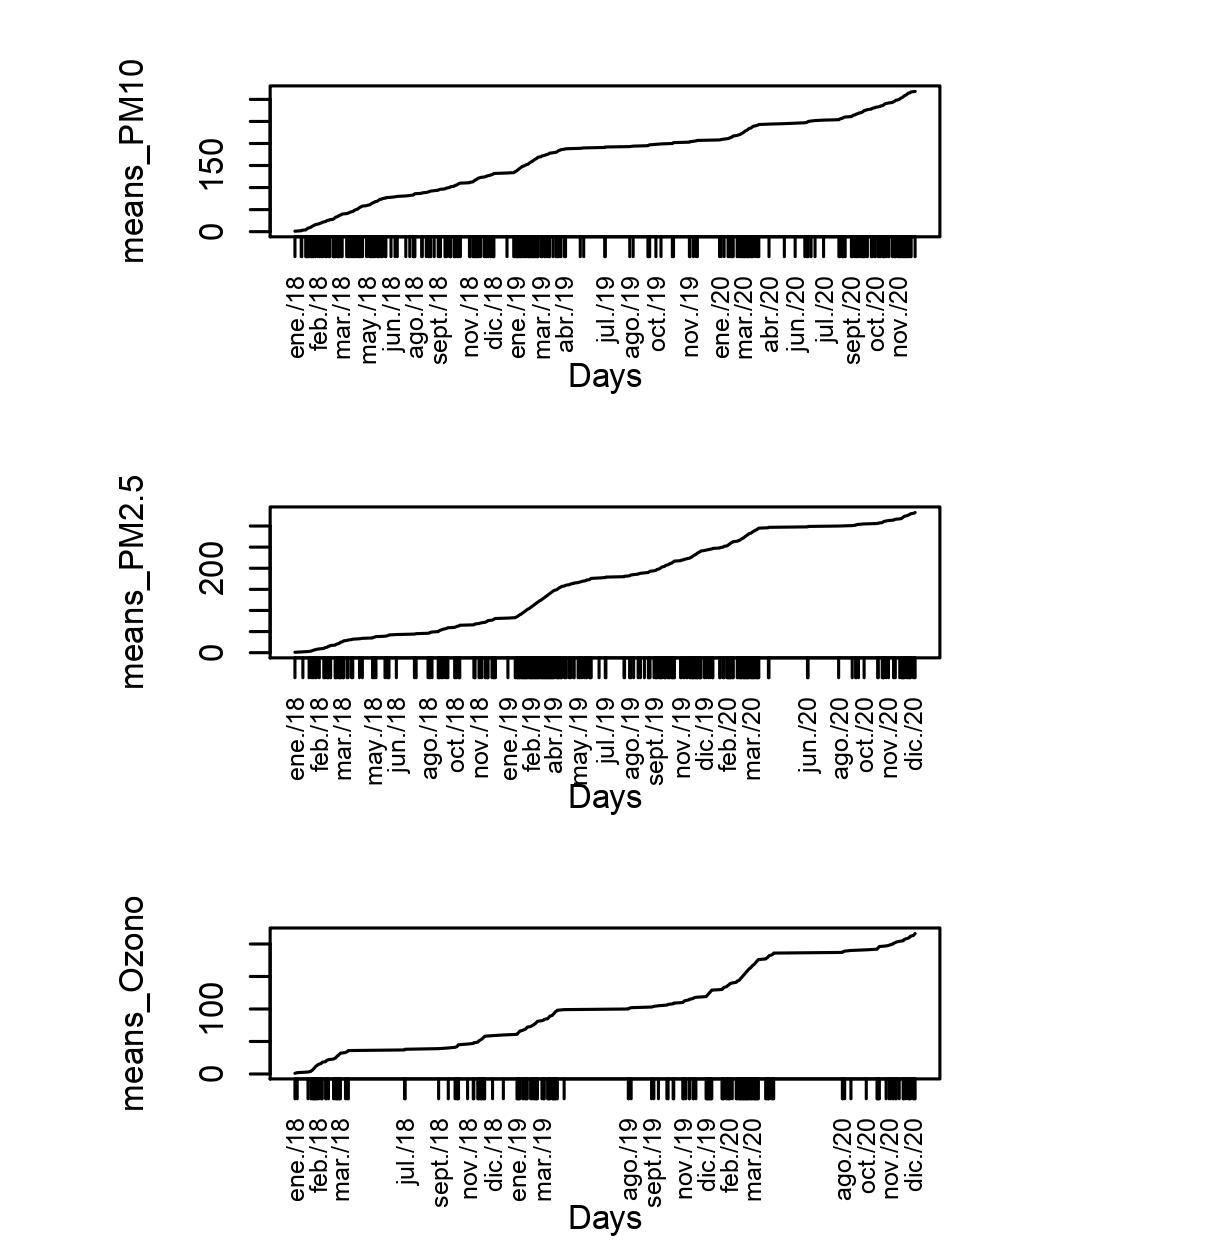 means_PM10
150
0
ene./18 feb./18 mar./18 may./18 jun./18 ago./18 sept./18 nov./18 dic./18 ene./19 mar./19 abr./19 jul./19 ago./19 oct./19 nov./19 ene./20 mar./20 abr./20 jun./20 jul./20 sept./20 oct./20 nov./20
Days
means_PM2.5
200
0
ene./18 feb./18 mar./18 may./18 jun./18 ago./18 oct./18 nov./18 ene./19 feb./19 abr./19 may./19 jul./19 ago./19 sept./19 nov./19 dic./19 feb./20 mar./20 jun./20 ago./20 oct./20 nov./20 dic./20
Days
means_Ozono
100
0
ene./18 feb./18 mar./18 jul./18 sept./18 nov./18 dic./18 ene./19 mar./19 ago./19 sept./19 nov./19 dic./19 feb./20 mar./20 ago./20 oct./20 nov./20 dic./20
Days